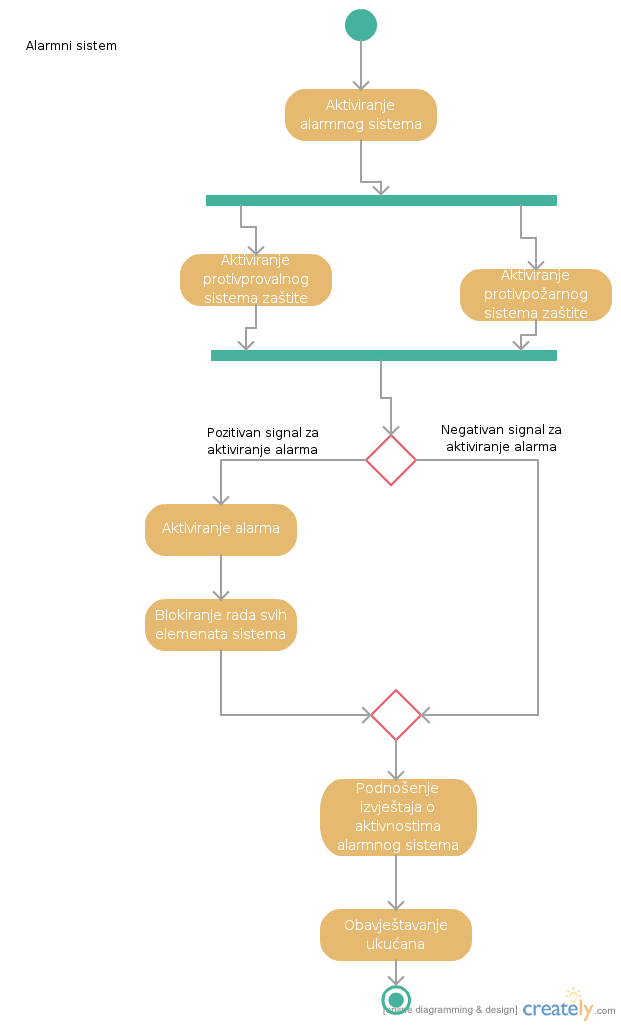 Alarmni sistem
Aktiviranje
alarmnog sistema
Aktiviranje
protivprovalnog
sistema zaštite
Aktiviranje
protivpožarnog
sistema zaštite
Pozitivan signal za
aktiviranje alarma
Negativan signal za
aktiviranje alarma
Aktiviranje alarma
Blokiranje rada svih
elemenata sistema
Podnošenje
izvještaja o
aktivnostima
alarmnog sistema
Obavještavanje
ukućana
[online diagramming & design] creately.com